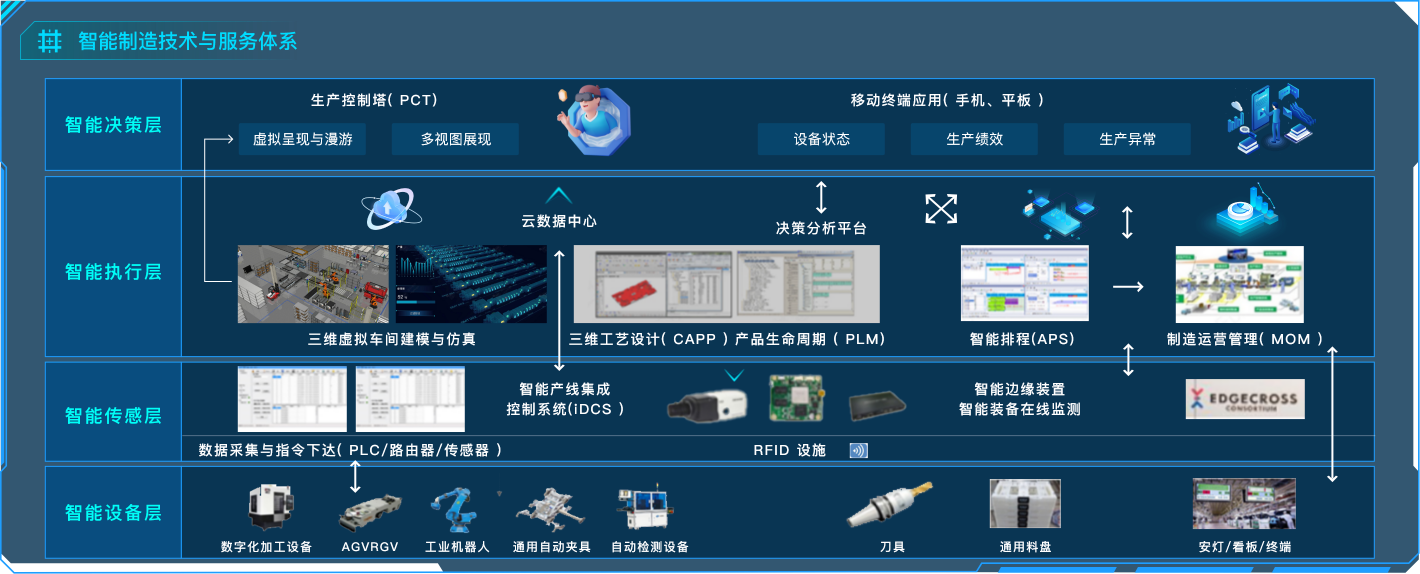 智能制造技术与服务体系
智能决策层
生产控制塔( PCT)
虚拟呈现与漫游
多视图展现
移动终端应用( 手机、平板 )
设备状态
生产绩效
生产异常
智能执行层
云数据中心
决策分析平台
三维虚拟车间建模与仿真
三维工艺设计( CAPP ) 产品生命周期 ( PLM)
智能排程(APS)
制造运营管理( MOM )
智能传感层
智能产线集成
控制系统(iDCS )
智能边缘装置
智能装备在线监测
EDGECROSS
CONSORTIUM
数据采集与指令下达( PLC/路由器/传感器 )
RFID 设施
智能设备层
数字化加工设备
AGVRGV
工业机器人
通用自动夹具
自动检测设备
刀具
通用料盘
安灯/看板/终端